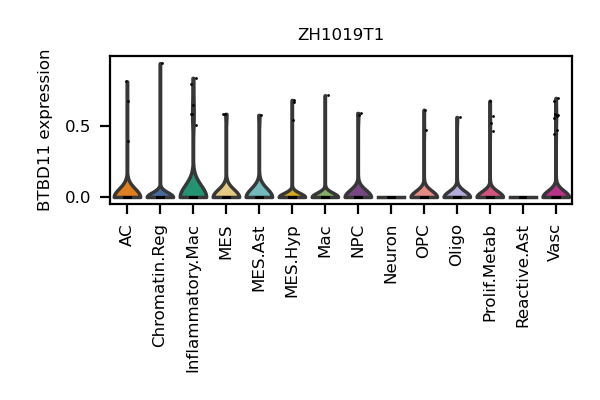 ZH1019T1
BTBD11 expression
0.5
0.0
AC
Chromatin.Reg
Inflammatory.Mac
MES
MES.Ast
MES.Hyp
Mac
NPC
Neuron
OPC
Oligo
Prolif.Metab
Reactive.Ast
Vasc